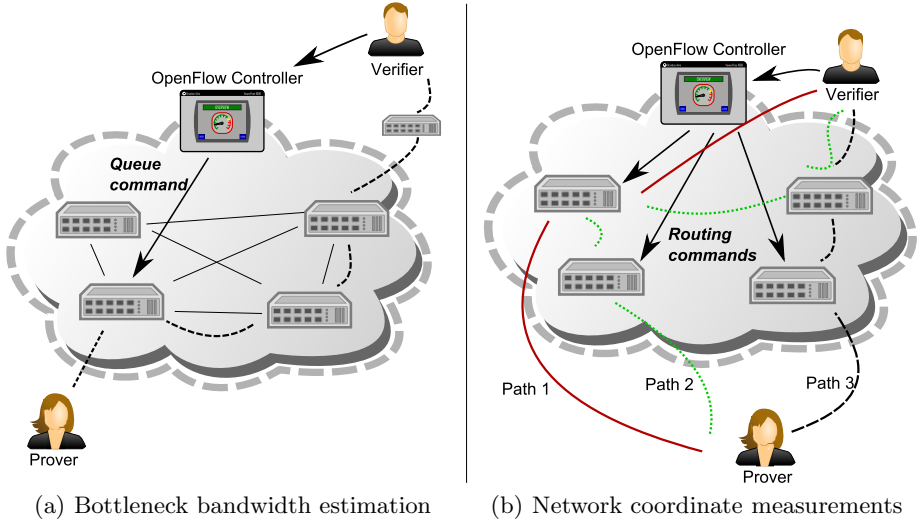 Verifier
OpenFlow Controller
Queue
command
Prover
(a) Bottleneck bandwidth estimation
OpenFlow Controller
Verifier
Routing
commands
Path 1
Path 2
Path 3
Prover
(b) Network coordinate measurements